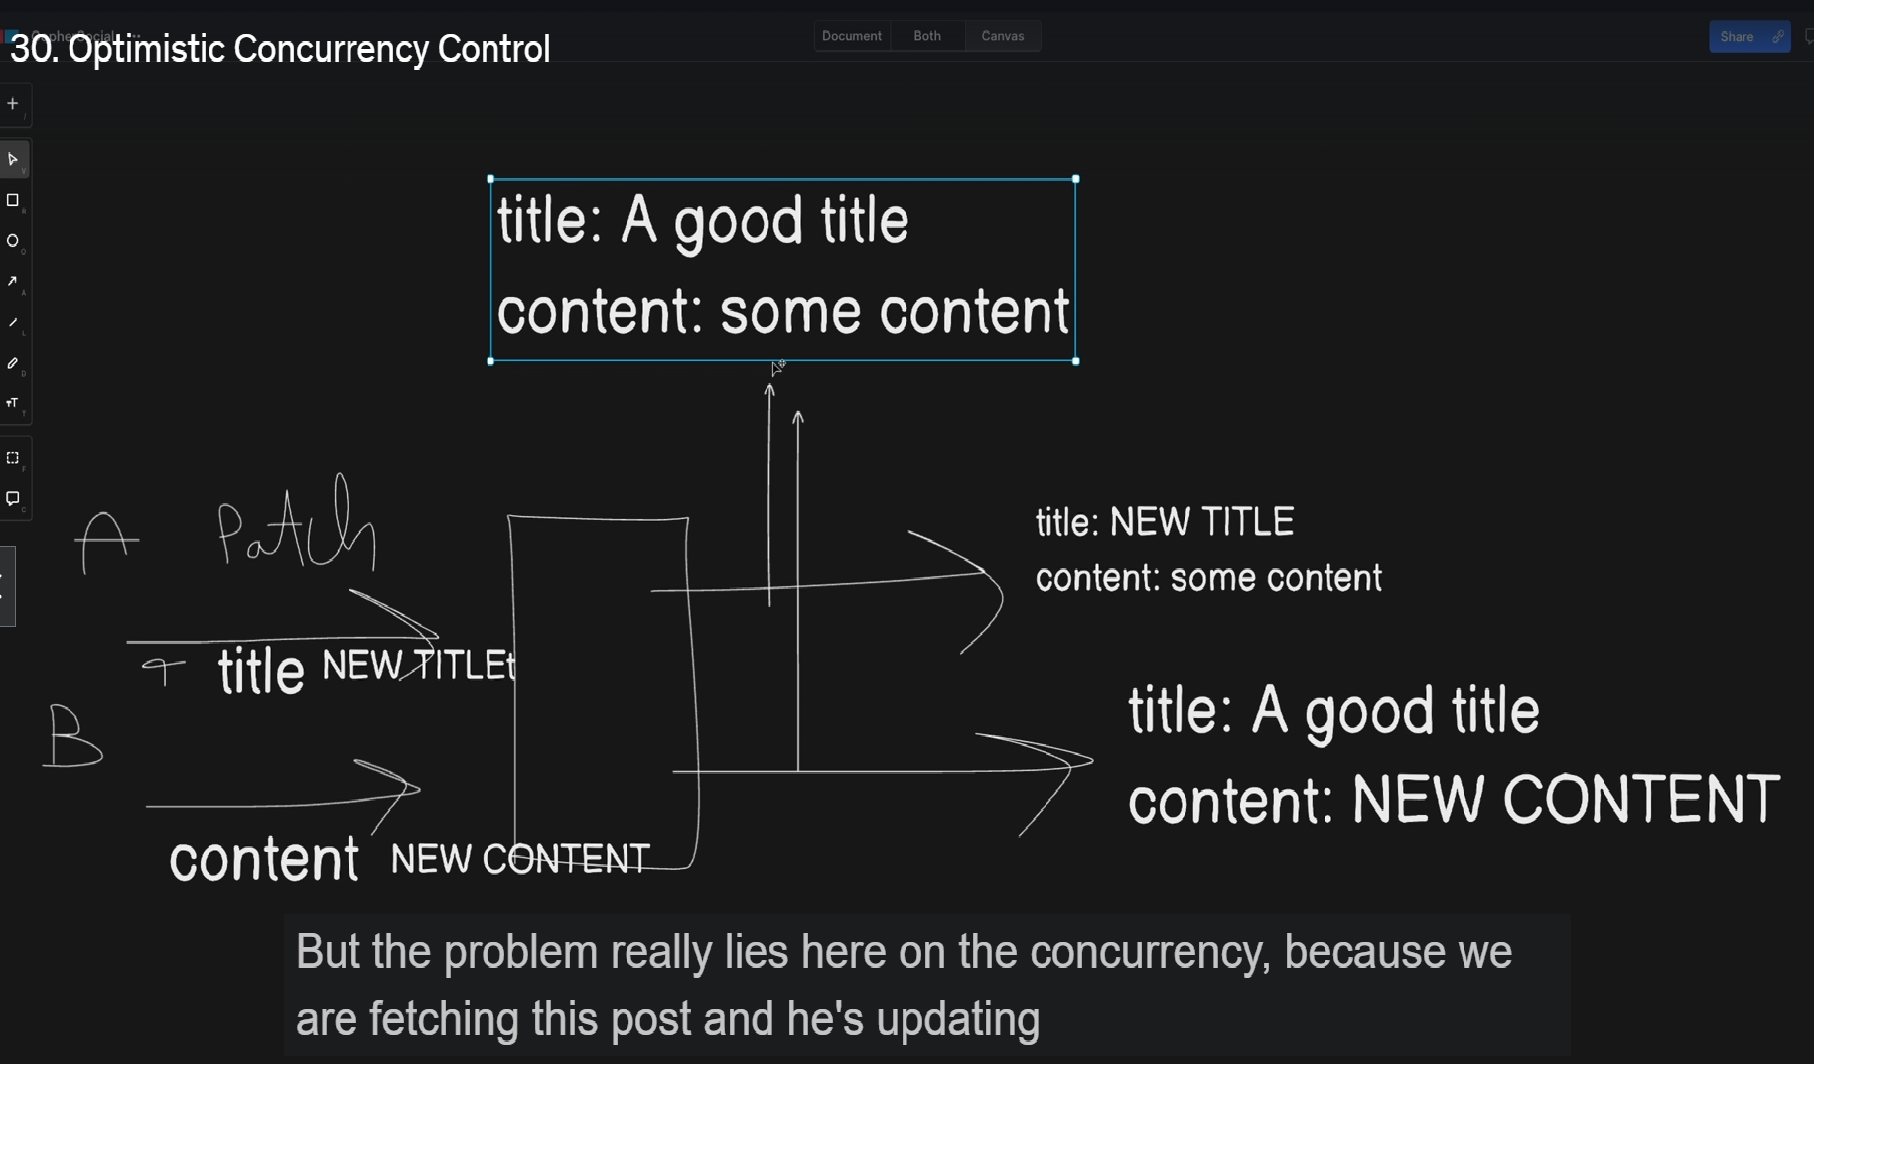 GopherSocial
30. Optimistic Concurrency Control
Document Both Canvas
Share
title: A good title
content: some content
A Patch
title NEW TITLEt
B
content NEW CONTENT
title: NEW TITLE
content: some content
title: A good title
content: NEW CONTENT
But the problem really lies here on the concurrency, because we
are fetching this post and he's updating